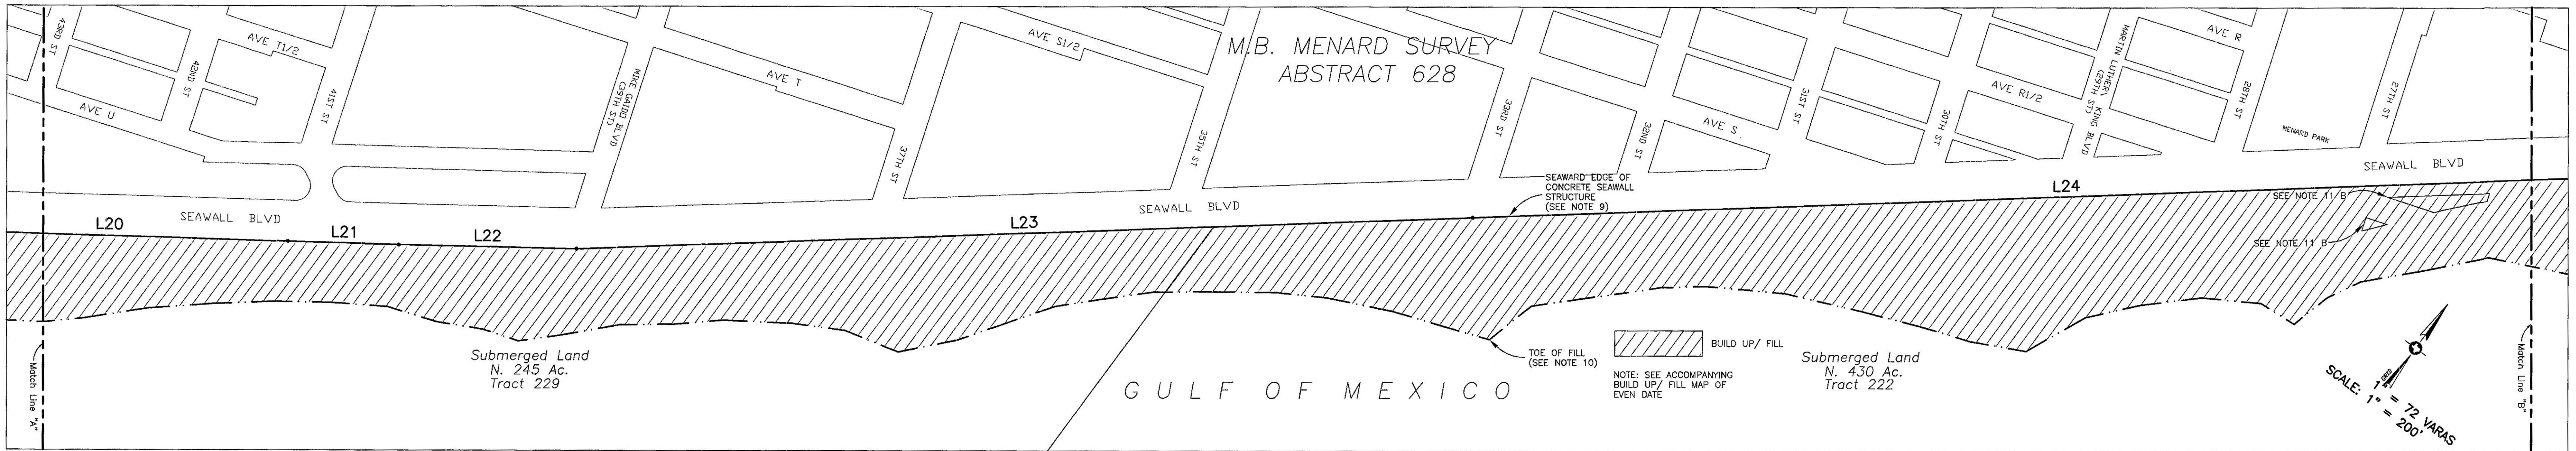 43RD ST
AVE T1/2
42ND ST
AVE U
41ST ST
MIKE GAIDO BLVD
(39TH ST)
AVE T
37TH ST
AVE S1/2
35TH ST
M.B. MENARD SURVEY
ABSTRACT 628
33RD ST
32ND ST
AVE S
31ST ST
30TH ST
AVE R1/2
MARTIN LUTHER KING BLVD
(29TH ST)
AVE R
28TH ST
MENARD PARK
27TH ST
SEAWALL BLVD
SEAWALL BLVD
SEAWALL BLVD
SEAWARD EDGE OF
CONCRETE SEAWALL
STRUCTURE
(SEE NOTE 9)
L20
L21
L22
L23
L24
SEE NOTE 11 B
SEE NOTE 11 B
Match Line "A"
Submerged Land
N. 245 Ac.
Tract 229
GULF OF MEXICO
TOE OF FILL
(SEE NOTE 10)
BUILD UP/ FILL
NOTE: SEE ACCOMPANYING
BUILD UP/ FILL MAP OF
EVEN DATE
Submerged Land
N. 430 Ac.
Tract 222
GRID
SCALE: 1" = 72 VARAS
1" = 200'
Match Line "B"